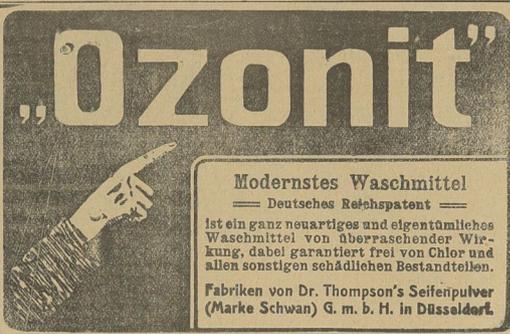 „Ozonit”
Modernstes Waschmittel
Deutsches Reichspatent
ist ein ganz neuartiges und eigentümliches
Waschmittel von überraschender Wir-
kung, dabei garantiert frei von Chlor und
allen sonstigen schädlichen Bestandteilen.
Fabriken von Dr. Thompson's Seifenpulver
(Marke Schwan) G. m. b. H. in Düsseldorf.